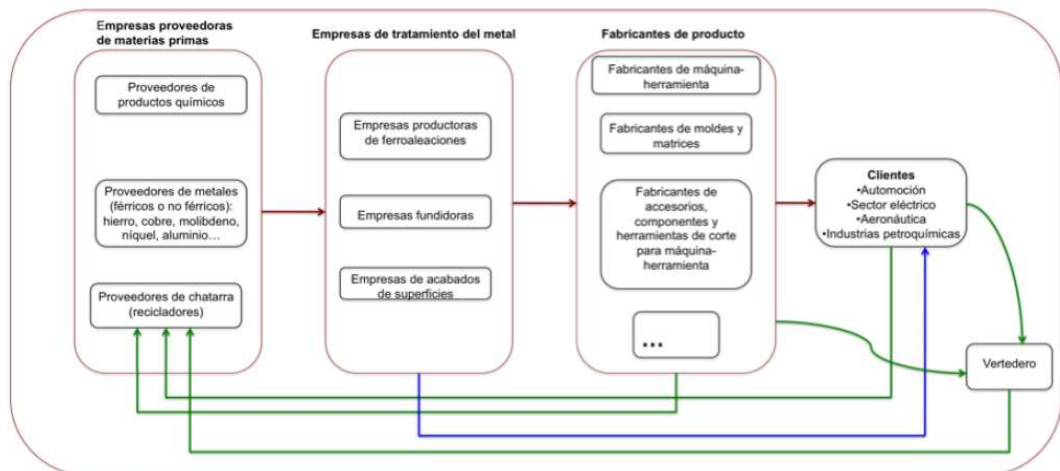 Empresas proveedoras
de materias primas
Proveedores de
productos químicos
Proveedores de metales
(férricos o no férricos):
hierro, cobre, molibdeno,
níquel, aluminio…
Proveedores de chatarra
(recicladores)
Empresas de tratamiento del metal
Empresas productoras
de ferroaleaciones
Empresas fundidoras
Empresas de acabados
de superficies
Fabricantes de producto
Fabricantes de máquina-
herramienta
Fabricantes de moldes y
matrices
Fabricantes de
accesorios,
componentes y
herramientas de corte
para máquina-
herramienta
...
Clientes
•Automoción
•Sector eléctrico
•Aeronáutica
•Industrias petroquímicas
Vertedero